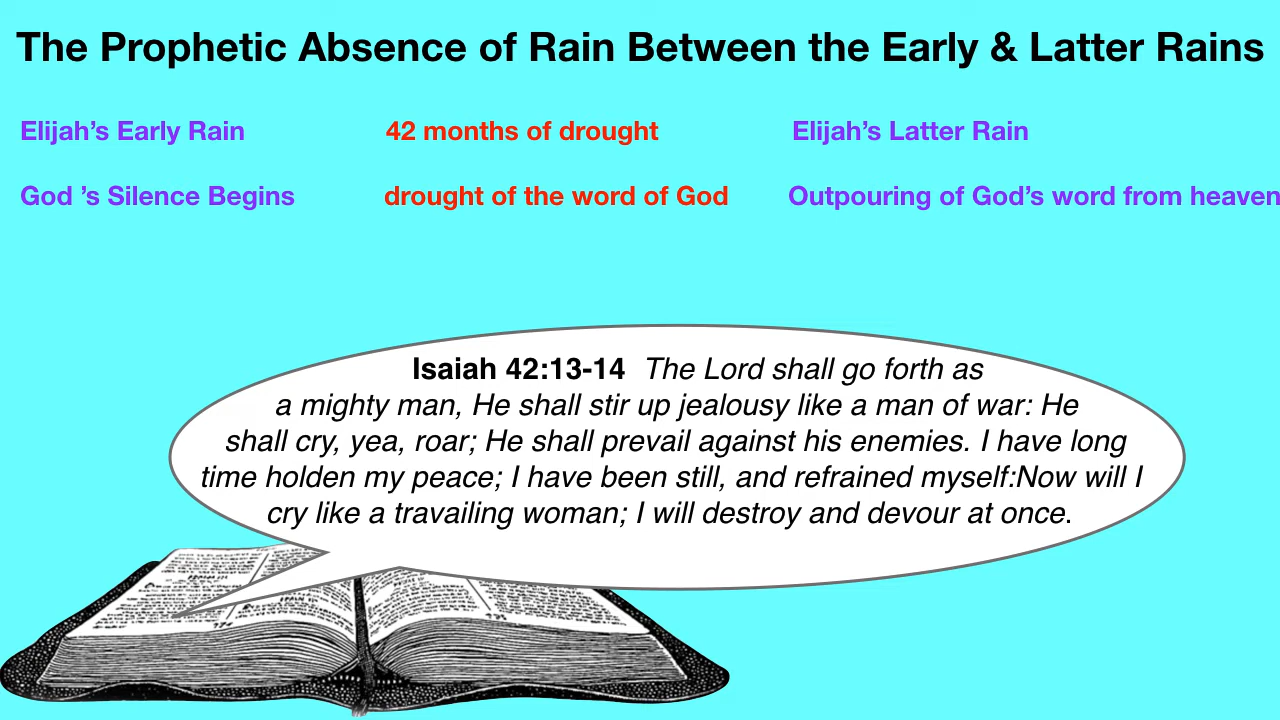 The Prophetic Absence of Rain Between the Early & Latter Rains
Elijah’s Early Rain 42 months of drought Elijah’s Latter Rain
God ’s Silence Begins drought of the word of God Outpouring of God’s word from heaven
Isaiah 42:13-14 The Lord shall go forth as
a mighty man, He shall stir up jealousy like a man of war: He
shall cry, yea, roar; He shall prevail against his enemies. I have long
time holden my peace; I have been still, and refrained myself:Now will I
cry like a travailing woman; I will destroy and devour at once.